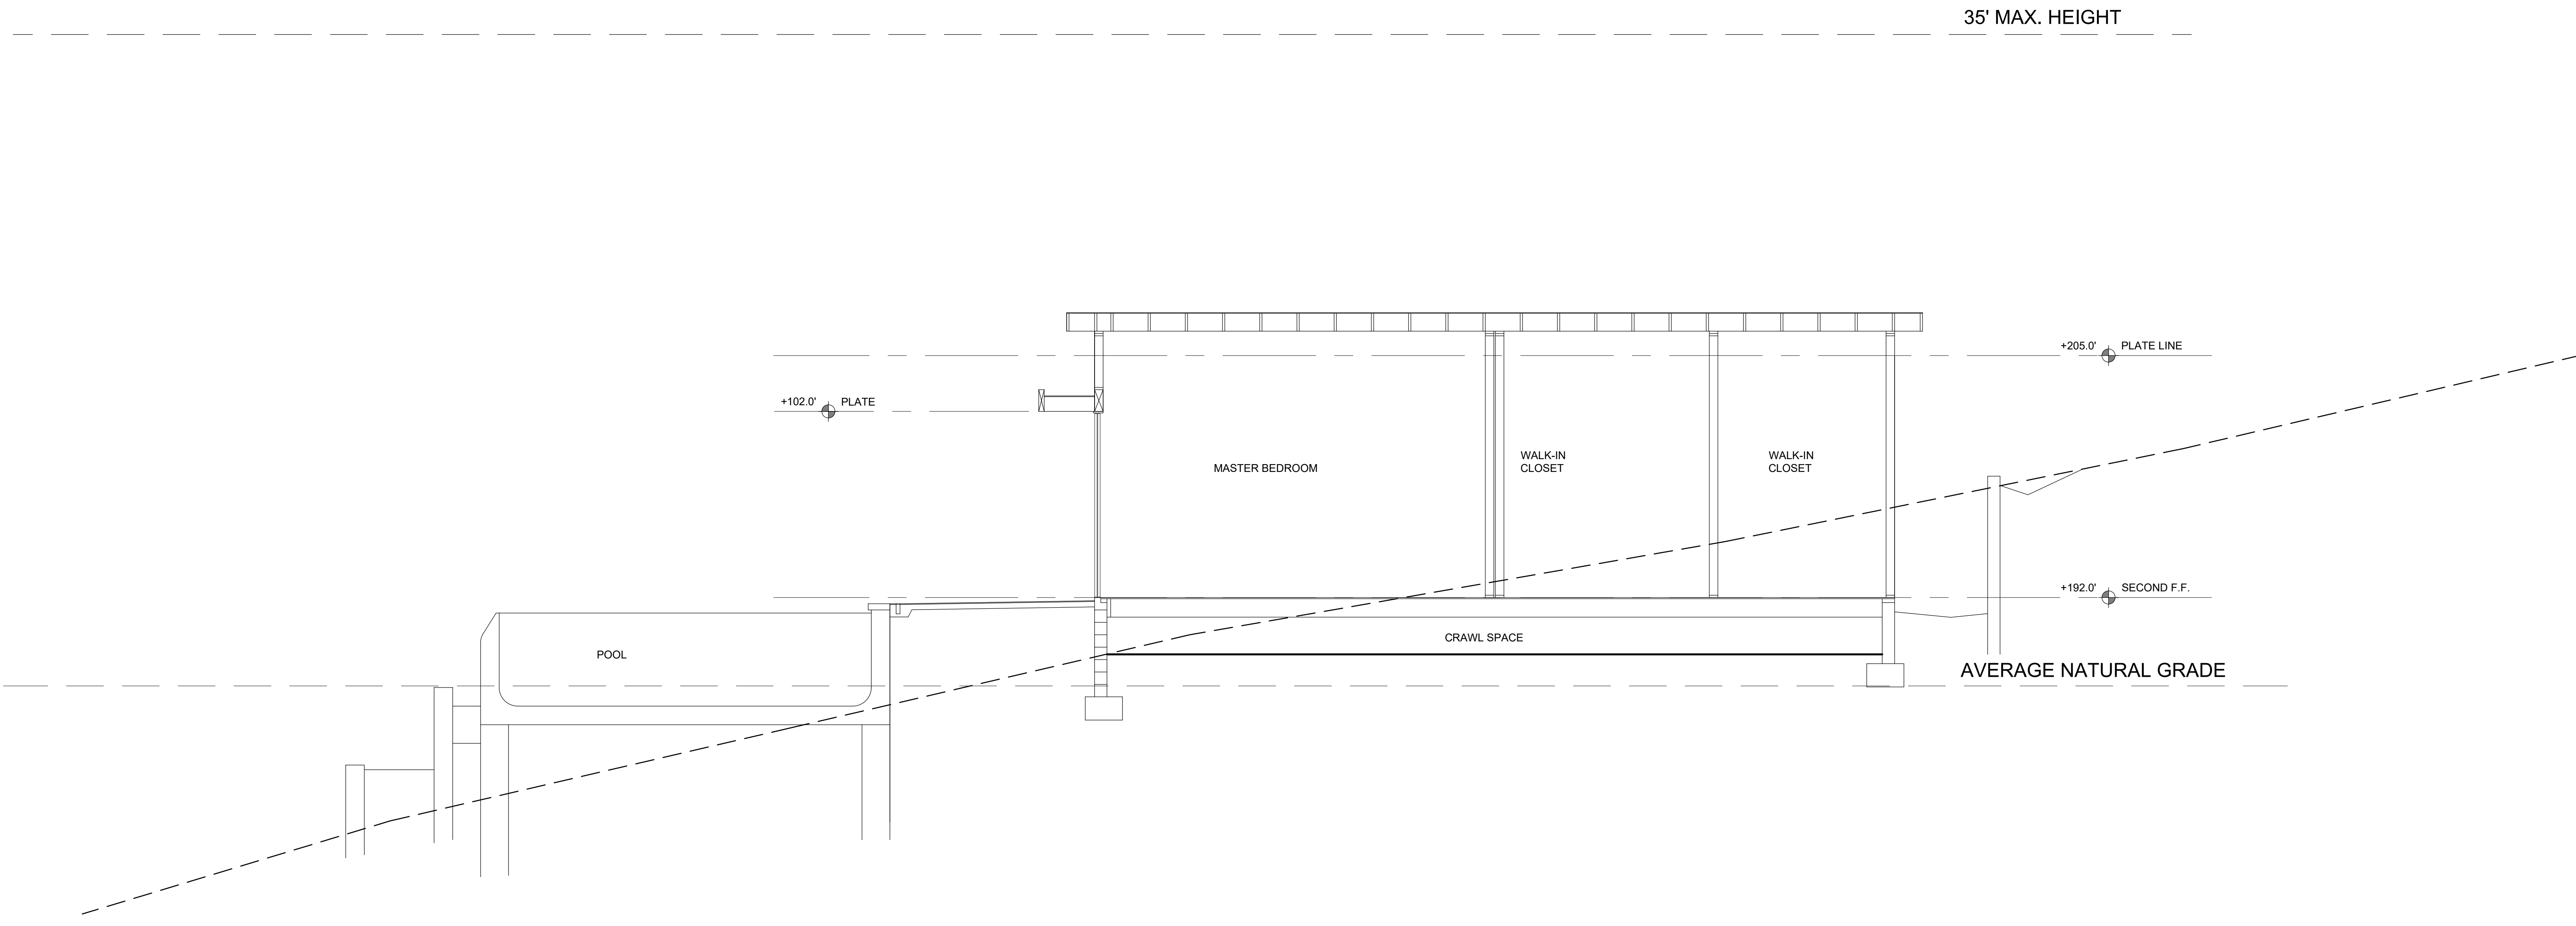 35' MAX. HEIGHT
+205.0' PLATE LINE
+102.0' PLATE
WALK-IN
CLOSET
WALK-IN
CLOSET
MASTER BEDROOM
+192.0' SECOND F.F.
CRAWL SPACE
POOL
AVERAGE NATURAL GRADE